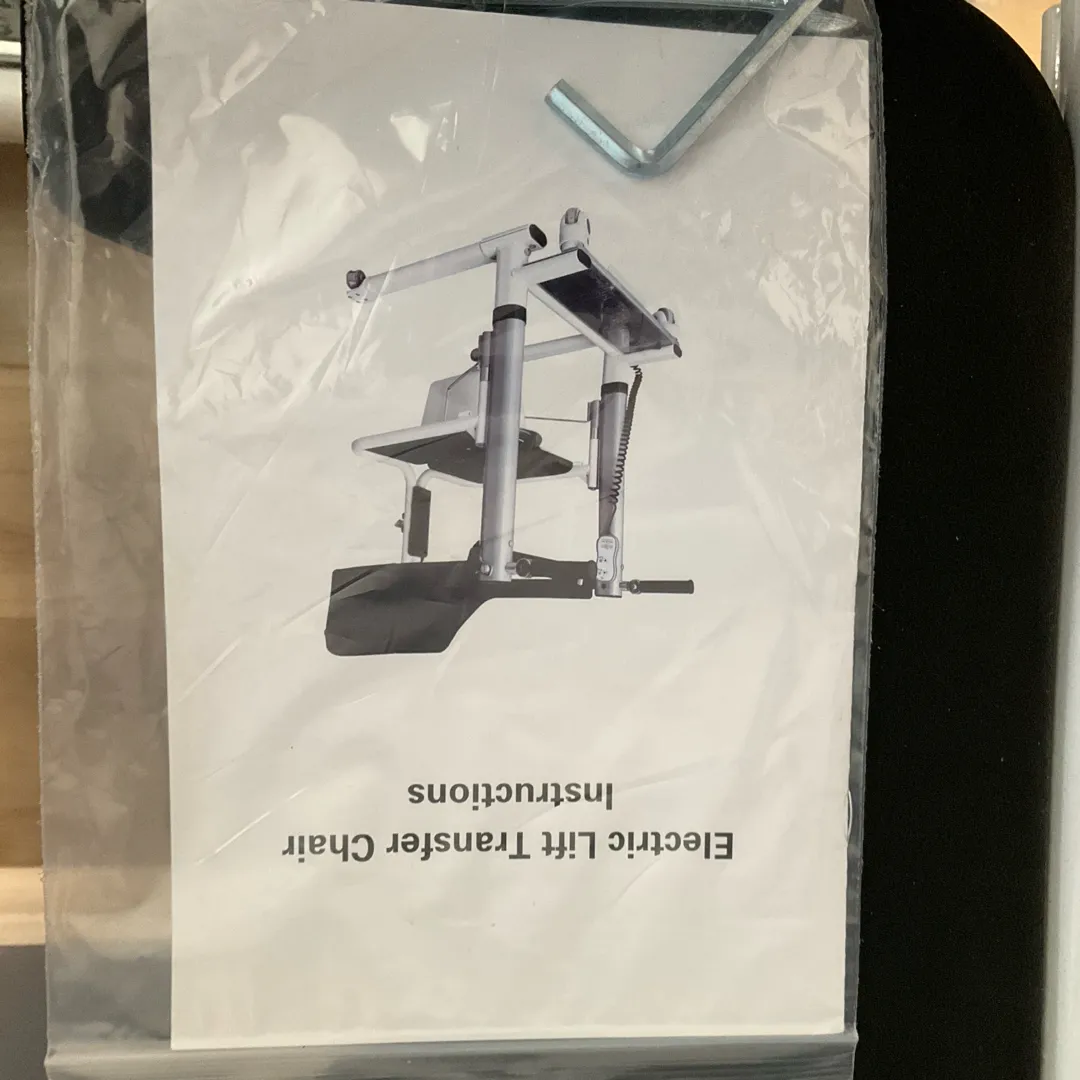 Electric Lift Transfer Chair
Instructions